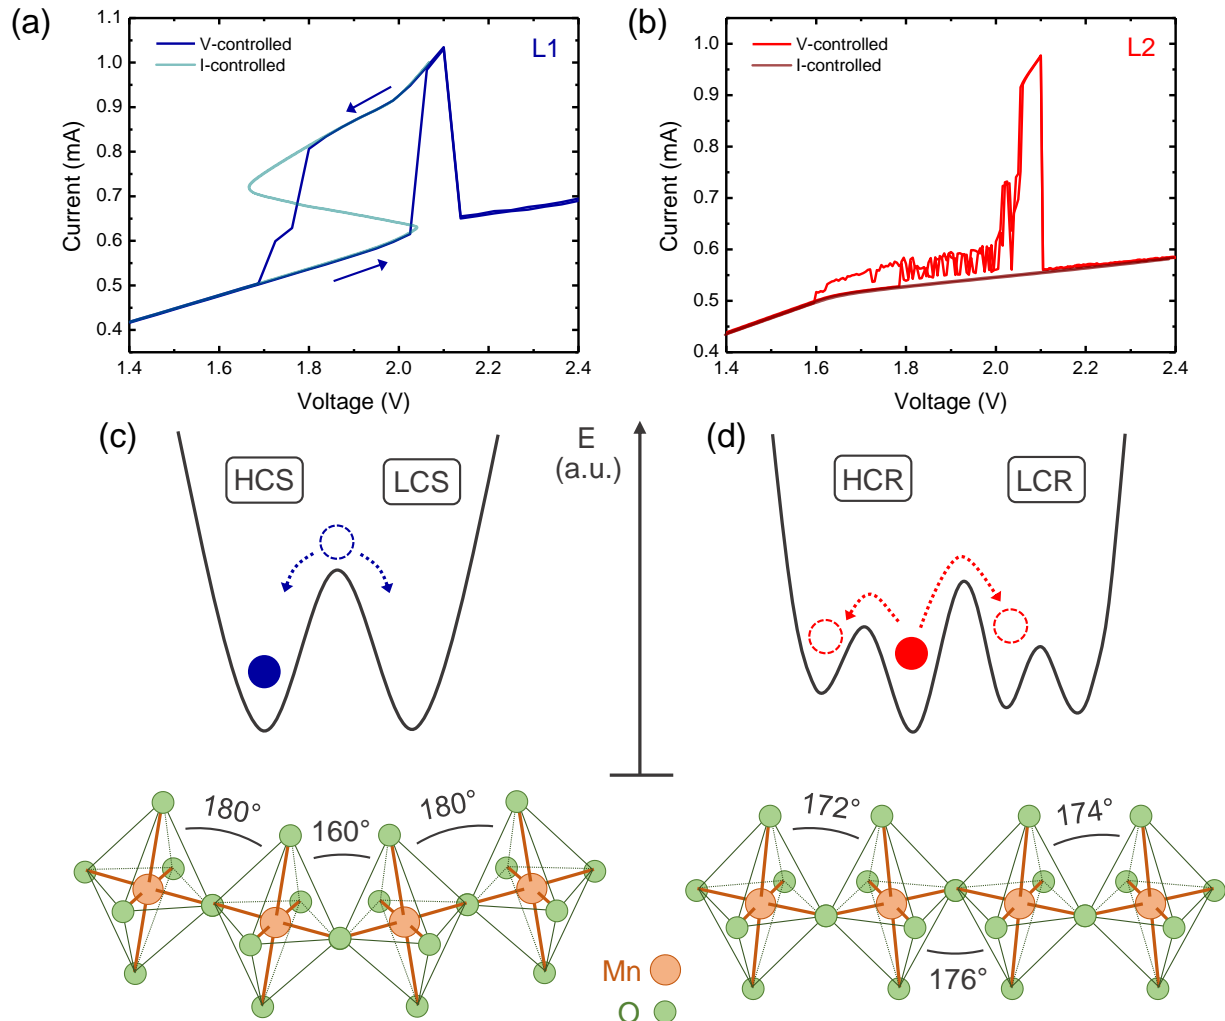 (a)
V-controlled
I-controlled
L1
1.1
1.0
0.9
0.8
0.7
0.6
0.5
0.4
Current (mA)
1.4 1.6 1.8 2.0 2.2 2.4
Voltage (V)
(b)
V-controlled
I-controlled
L2
1.0
0.9
0.8
0.7
0.6
0.5
0.4
Current (mA)
1.4 1.6 1.8 2.0 2.2 2.4
Voltage (V)
(c)
HCS
LCS
E
(a.u.)
(d)
HCR
LCR
180°
160°
180°
172°
174°
176°
Mn
O